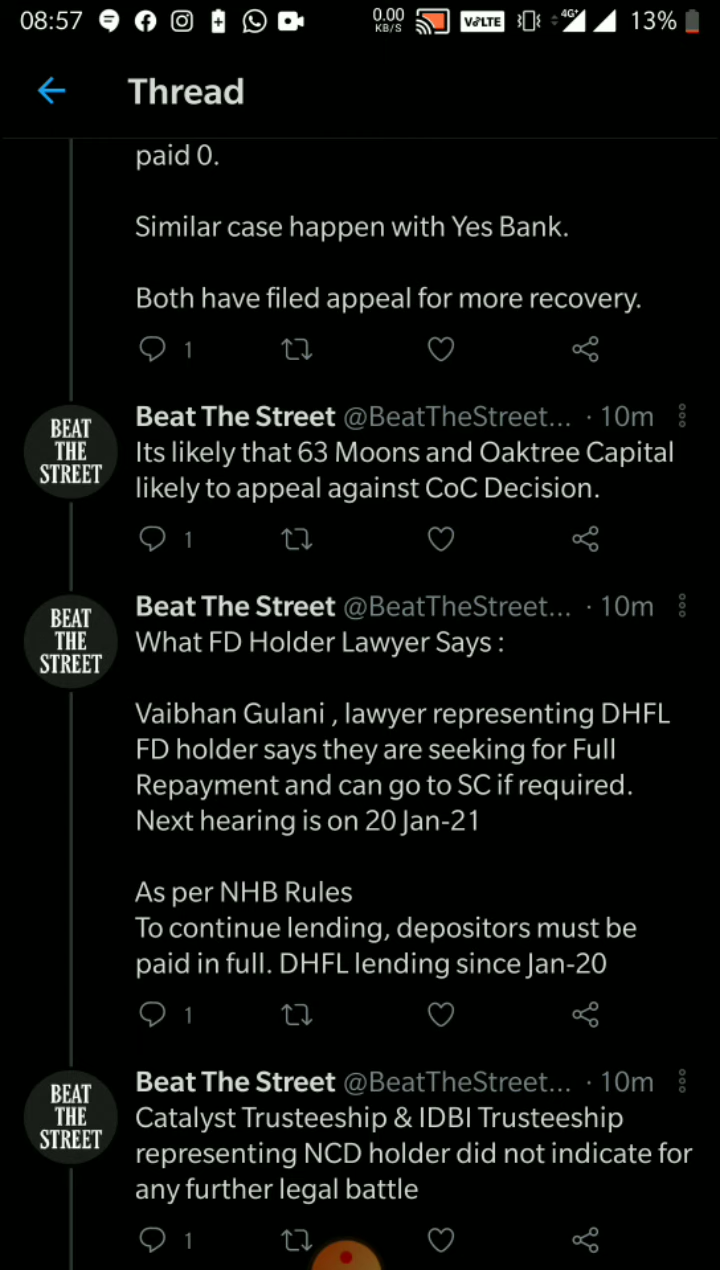 08:57
0.00
KB/S
VoLTE
4G+
13%
Thread
paid 0.
Similar case happen with Yes Bank.
Both have filed appeal for more recovery.
1
BEAT
THE
STREET
Beat The Street @BeatTheStreet... · 10m
Its likely that 63 Moons and Oaktree Capital
likely to appeal against CoC Decision.
1
BEAT
THE
STREET
Beat The Street @BeatTheStreet... · 10m
What FD Holder Lawyer Says :
Vaibhan Gulani , lawyer representing DHFL
FD holder says they are seeking for Full
Repayment and can go to SC if required.
Next hearing is on 20 Jan-21
As per NHB Rules
To continue lending, depositors must be
paid in full. DHFL lending since Jan-20
1
BEAT
THE
STREET
Beat The Street @BeatTheStreet... · 10m
Catalyst Trusteeship & IDBI Trusteeship
representing NCD holder did not indicate for
any further legal battle
1